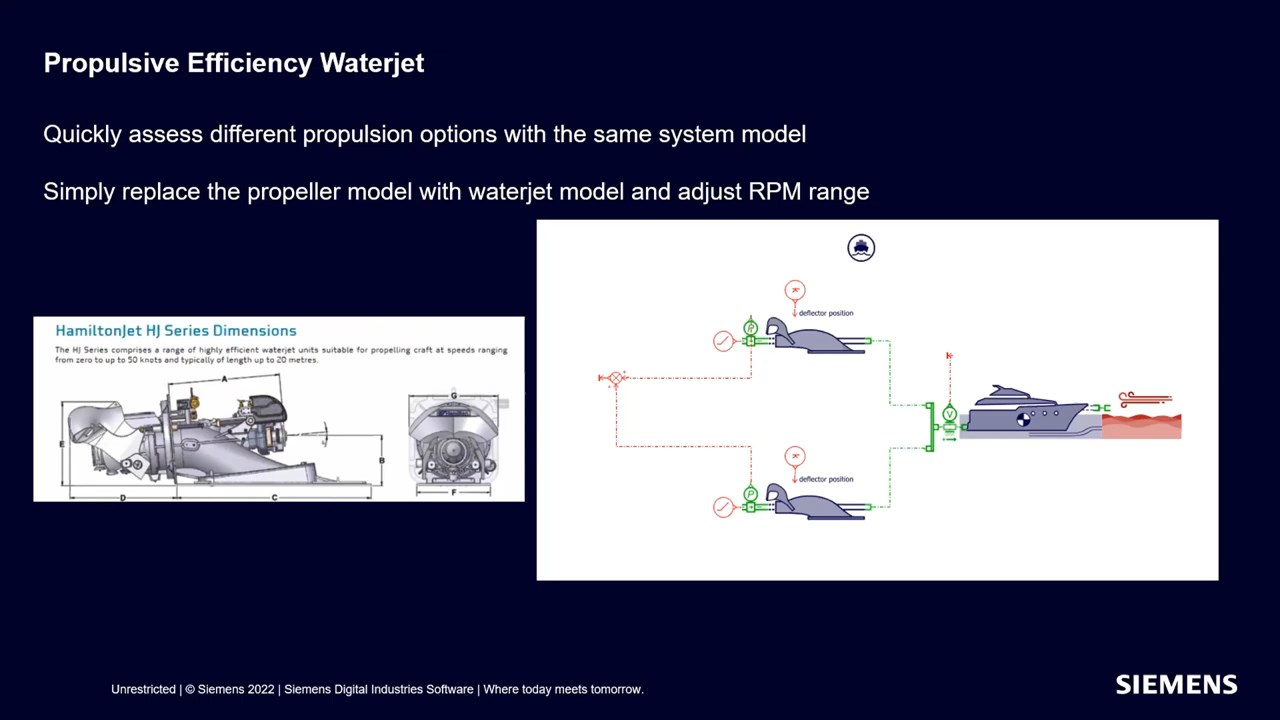 Propulsive Efficiency Waterjet
Quickly assess different propulsion options with the same system model
Simply replace the propeller model with waterjet model and adjust RPM range
HamiltonJet HJ Series Dimensions
The HJ Series comprises a range of highly efficient waterjet units suitable for propelling craft at speeds ranging
from zero to up to 50 knots and typically of length up to 20 metres.
A
G
E
B
D
C
F
deflector position
P
V
deflector position
P
Unrestricted | © Siemens 2022 | Siemens Digital Industries Software | Where today meets tomorrow.
SIEMENS